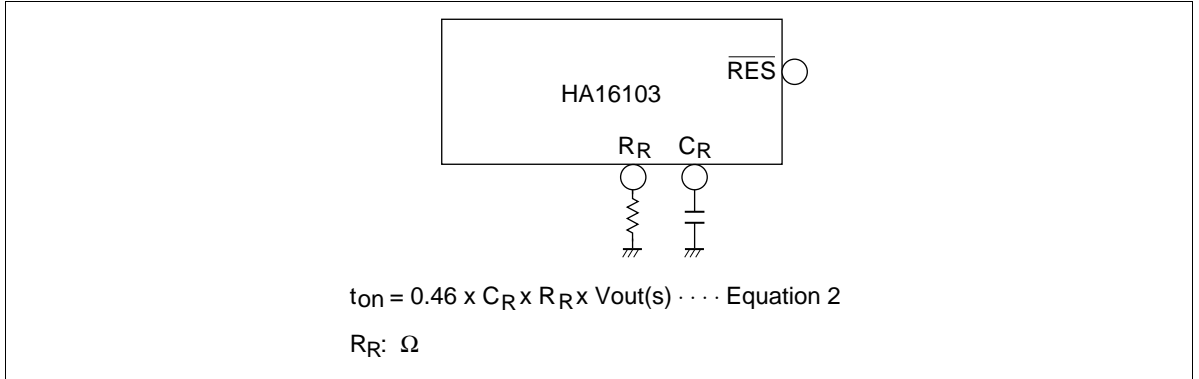 RES
HA16103
RR CR
ton = 0.46 x CR x RR x Vout(s) · · · · Equation 2
RR: Ω